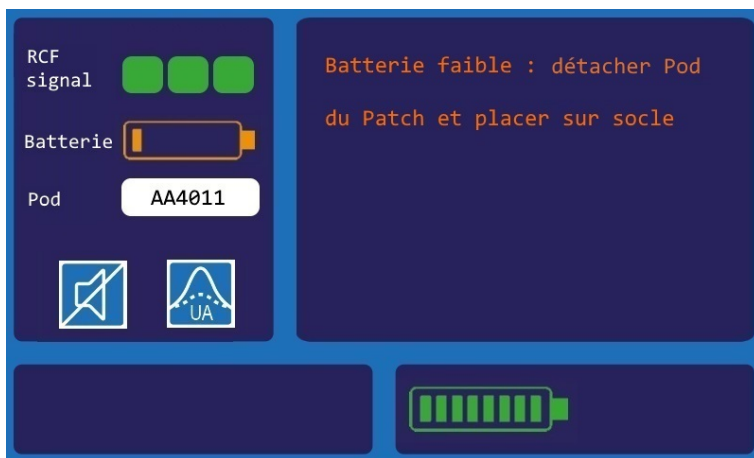 RCF
signal
Batterie
Pod
AA4011
UA
Batterie faible : détacher Pod
du Patch et placer sur socle